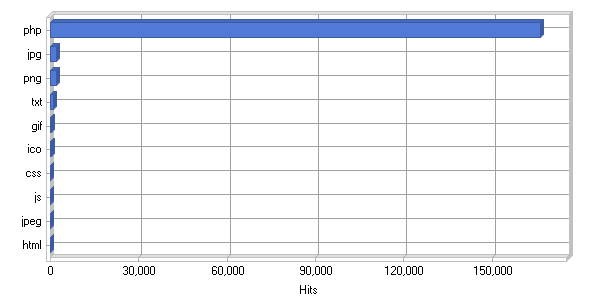 php
jpg
png
txt
gif
ico
css
js
jpeg
html
0 30,000 60,000 90,000 120,000 150,000
Hits